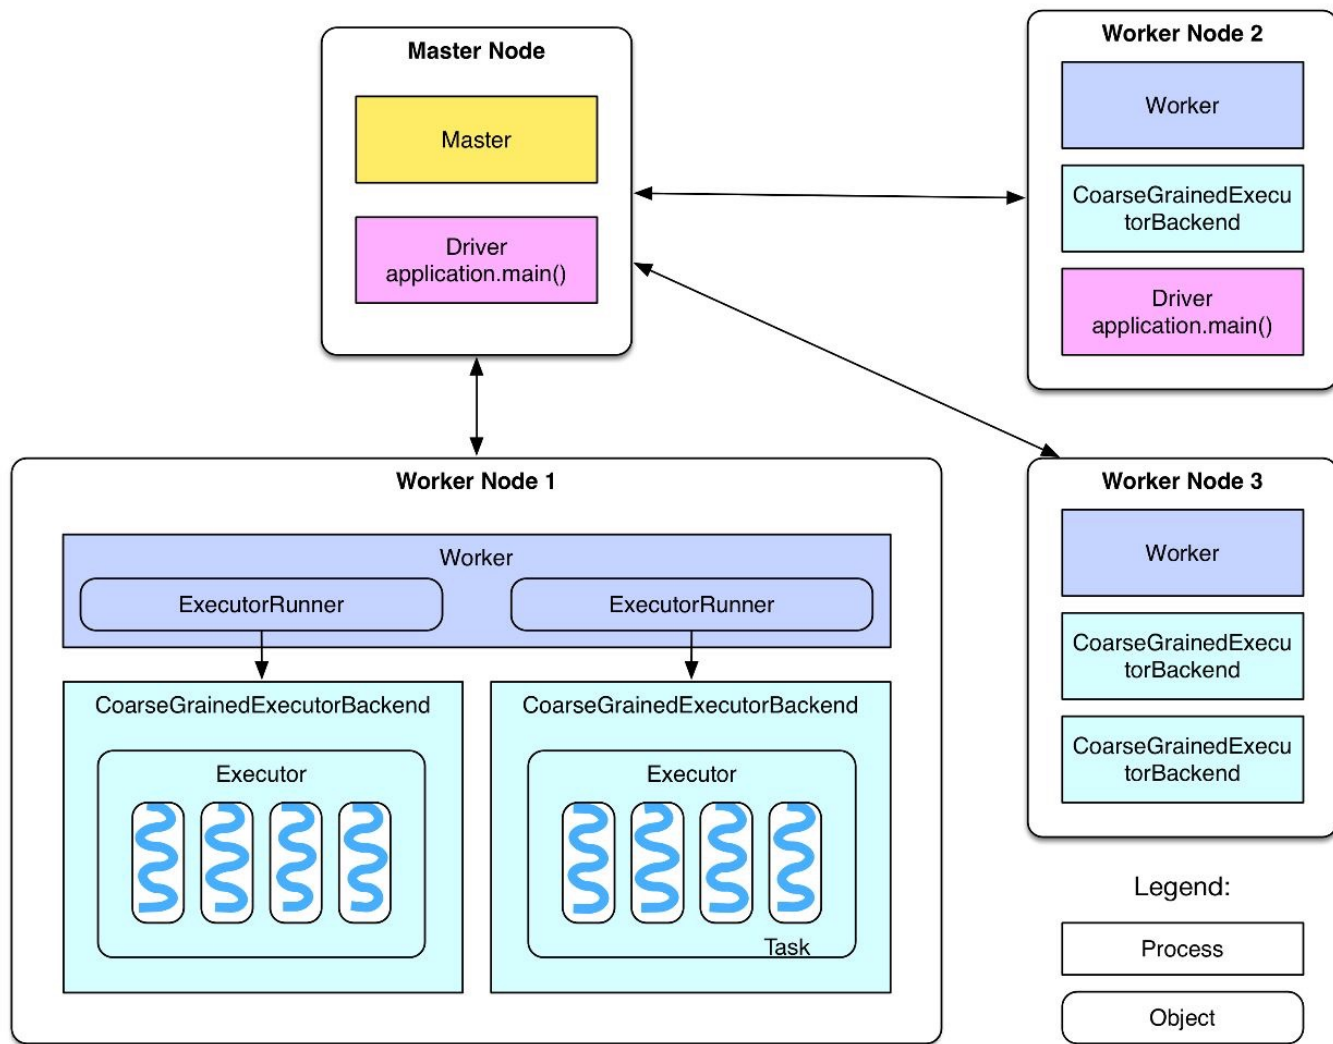 Master Node
Master
Driver
application.main()
Worker Node 2
Worker
CoarseGrainedExecu
torBackend
Driver
application.main()
Worker Node 1
Worker
ExecutorRunner
ExecutorRunner
CoarseGrainedExecutorBackend
CoarseGrainedExecutorBackend
Executor
Executor
Task
Worker Node 3
Worker
CoarseGrainedExecu
torBackend
CoarseGrainedExecu
torBackend
Legend:
Process
Object